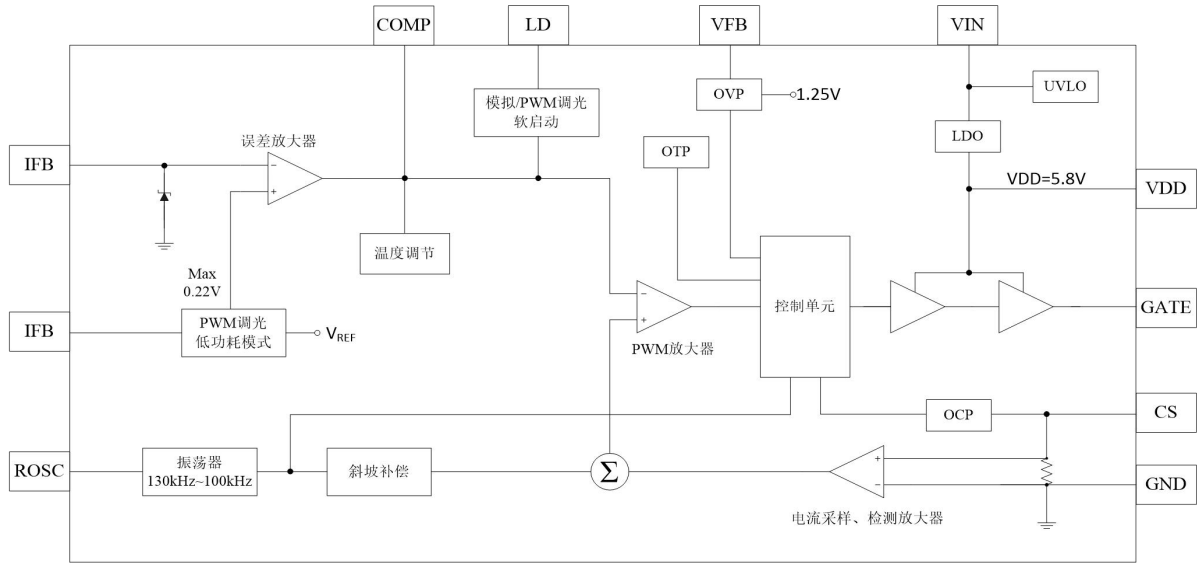 COMP
LD
VFB
VIN
模拟/PWM调光
软启动
OVP
1.25V
UVLO
误差放大器
OTP
LDO
IFB
VDD=5.8V
VDD
温度调节
Max
0.22V
控制单元
IFB
PWM调光
低功耗模式
VREF
PWM放大器
GATE
OCP
CS
ROSC
振荡器
130kHz~100kHz
斜坡补偿
Σ
GND
电流采样、检测放大器